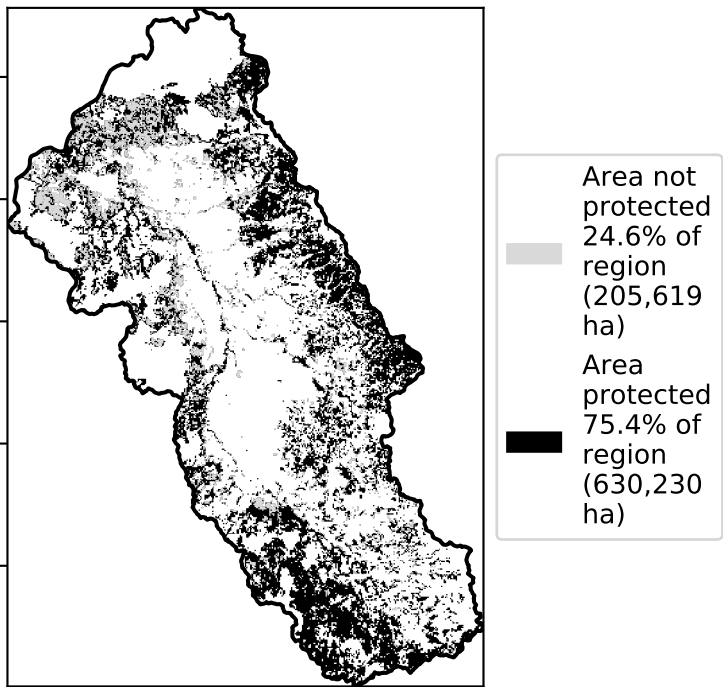 Area not
protected
24.6% of
region
(205,619
ha)
Area
protected
75.4% of
region
(630,230
ha)